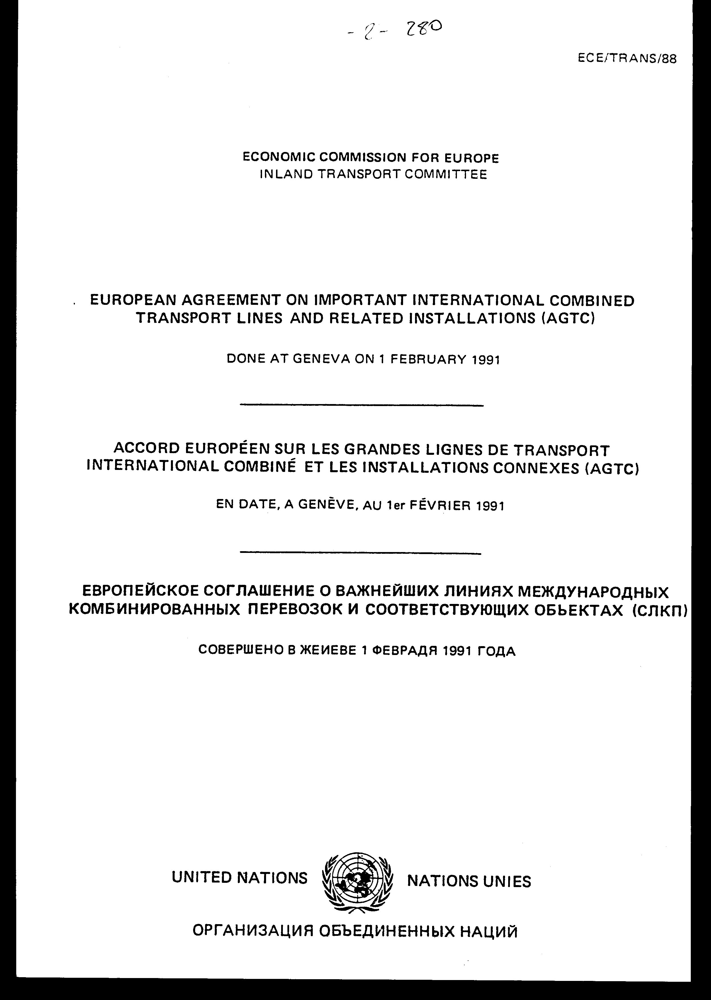 - 2 - 280
ECE/TRANS/88
ECONOMIC COMMISSION FOR EUROPE
INLAND TRANSPORT COMMITTEE
EUROPEAN AGREEMENT ON IMPORTANT INTERNATIONAL COMBINED
TRANSPORT LINES AND RELATED INSTALLATIONS (AGTC)
DONE AT GENEVA ON 1 FEBRUARY 1991
ACCORD EUROPÉEN SUR LES GRANDES LIGNES DE TRANSPORT
INTERNATIONAL COMBINÉ ET LES INSTALLATIONS CONNEXES (AGTC)
EN DATE, A GENÈVE, AU 1er FÉVRIER 1991
ЕВРОПЕЙСКОЕ СОГЛАШЕНИЕ О ВАЖНЕЙШИХ ЛИНИЯХ МЕЖДУНАРОДНЫХ
КОМБИНИРОВАННЫХ ПЕРЕВОЗОК И СООТВЕТСТВУЮЩИХ ОБЬЕКТАХ (СЛКП)
СОВЕРШЕНО В ЖЕИЕВЕ 1 ФЕВРАДЯ 1991 ГОДА
UNITED NATIONS NATIONS UNIES
ОРГАНИЗАЦИЯ ОБЪЕДИНЕННЫХ НАЦИЙ